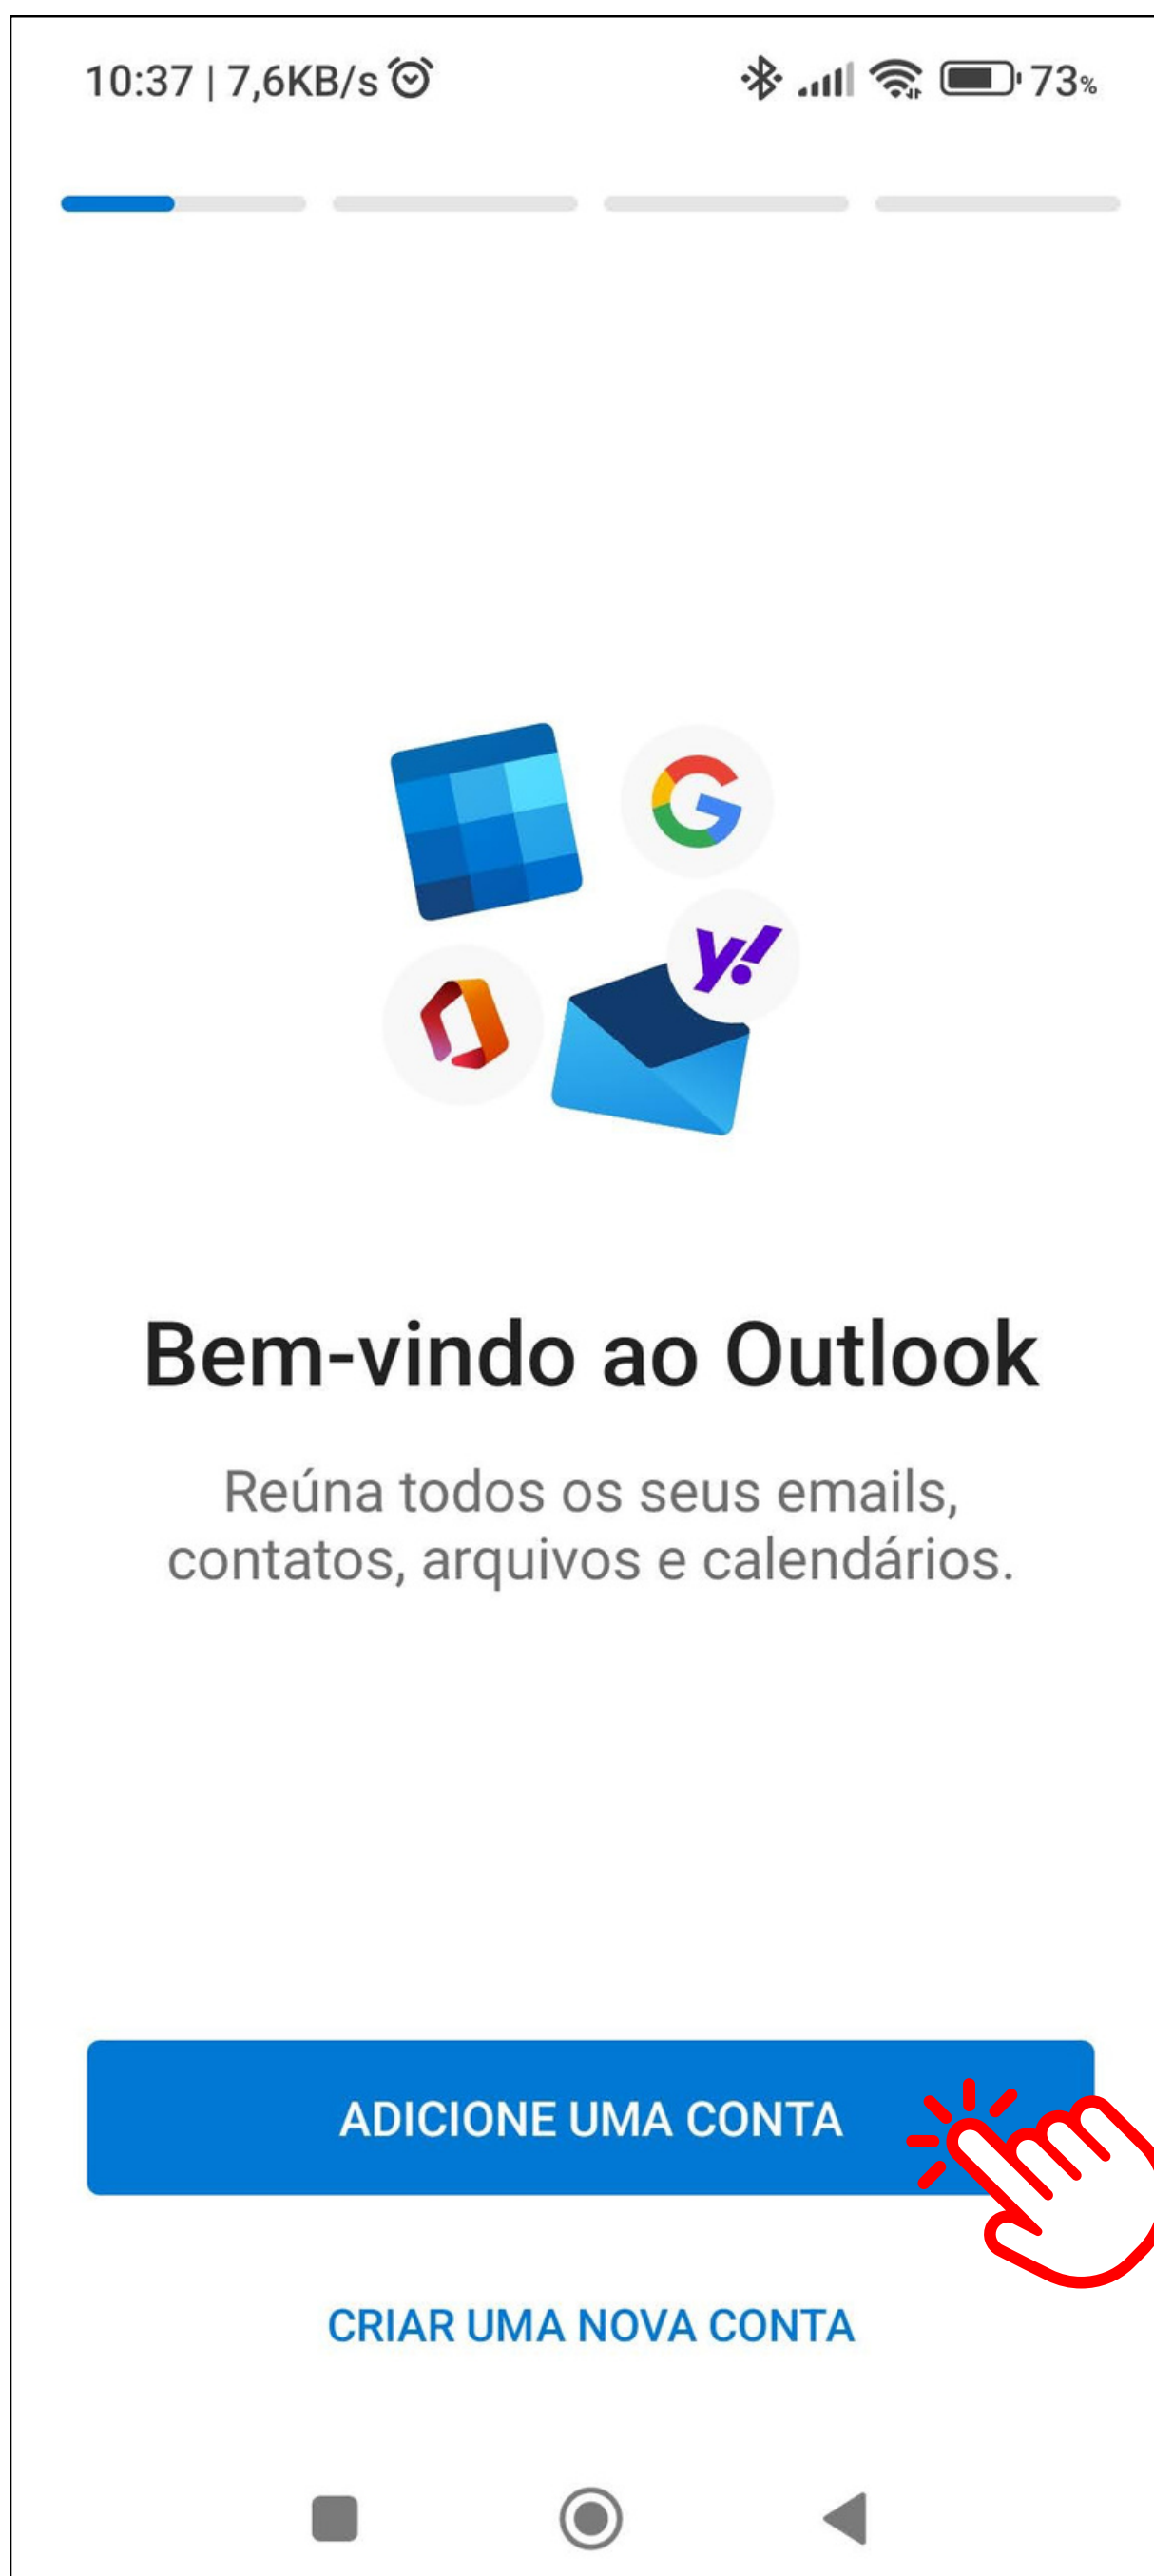 10:37 | 7,6KB/s 73%
Bem-vindo ao Outlook
Reúna todos os seus emails,
contatos, arquivos e calendários.
ADICIONE UMA CONTA
CRIAR UMA NOVA CONTA